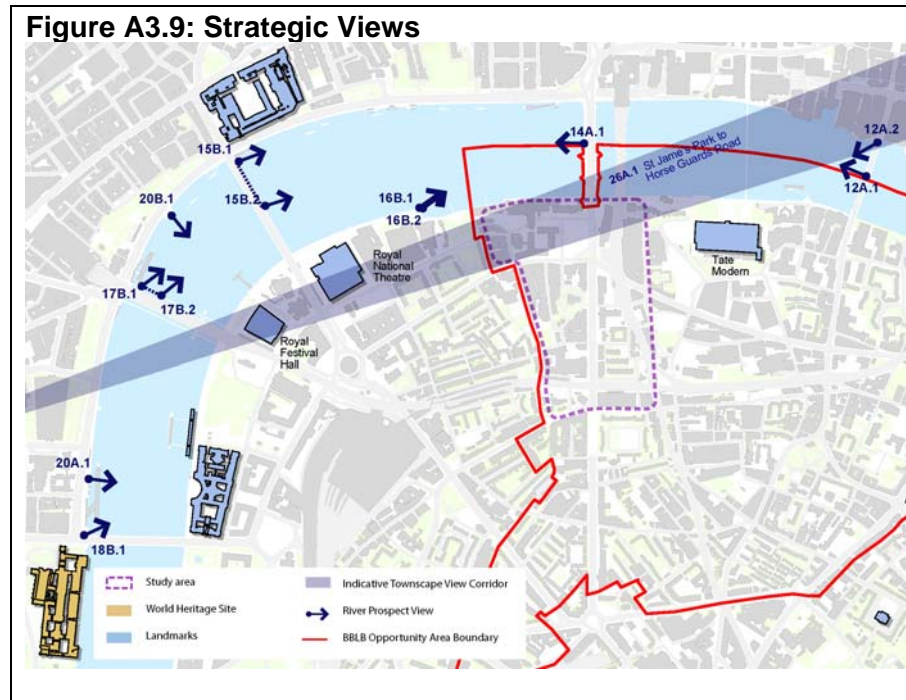 Figure A3.9: Strategic Views
14A.1
12A.2
15B.1
26A.1 St Jame's Park to
Horse Guards Road
12A.1
20B.1
15B.2
16B.1
16B.2
Royal
National
Theatre
Tate
Modern
17B.1
17B.2
Royal
Festival
Hall
20A.1
18B.1
Study area
World Heritage Site
Landmarks
Indicative Townscape View Corridor
River Prospect View
BBLB Opportunity Area Boundary